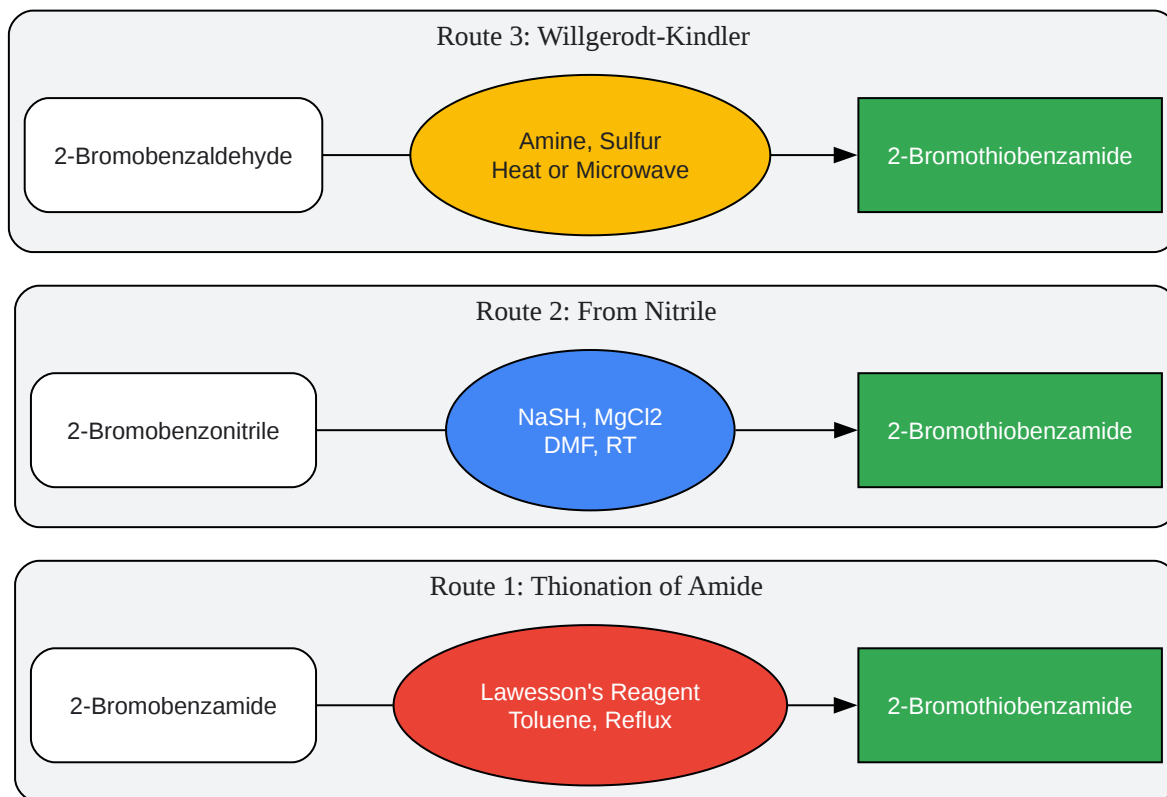 Route 3: Willgerodt-Kindler
2-Bromobenzaldehyde
Amine, Sulfur
Heat or Microwave
2-Bromothiobenzamide
Route 2: From Nitrile
2-Bromobenzonitrile
NaSH, MgCl2
DMF, RT
2-Bromothiobenzamide
Route 1: Thionation of Amide
2-Bromobenzamide
Lawesson's Reagent
Toluene, Reflux
2-Bromothiobenzamide